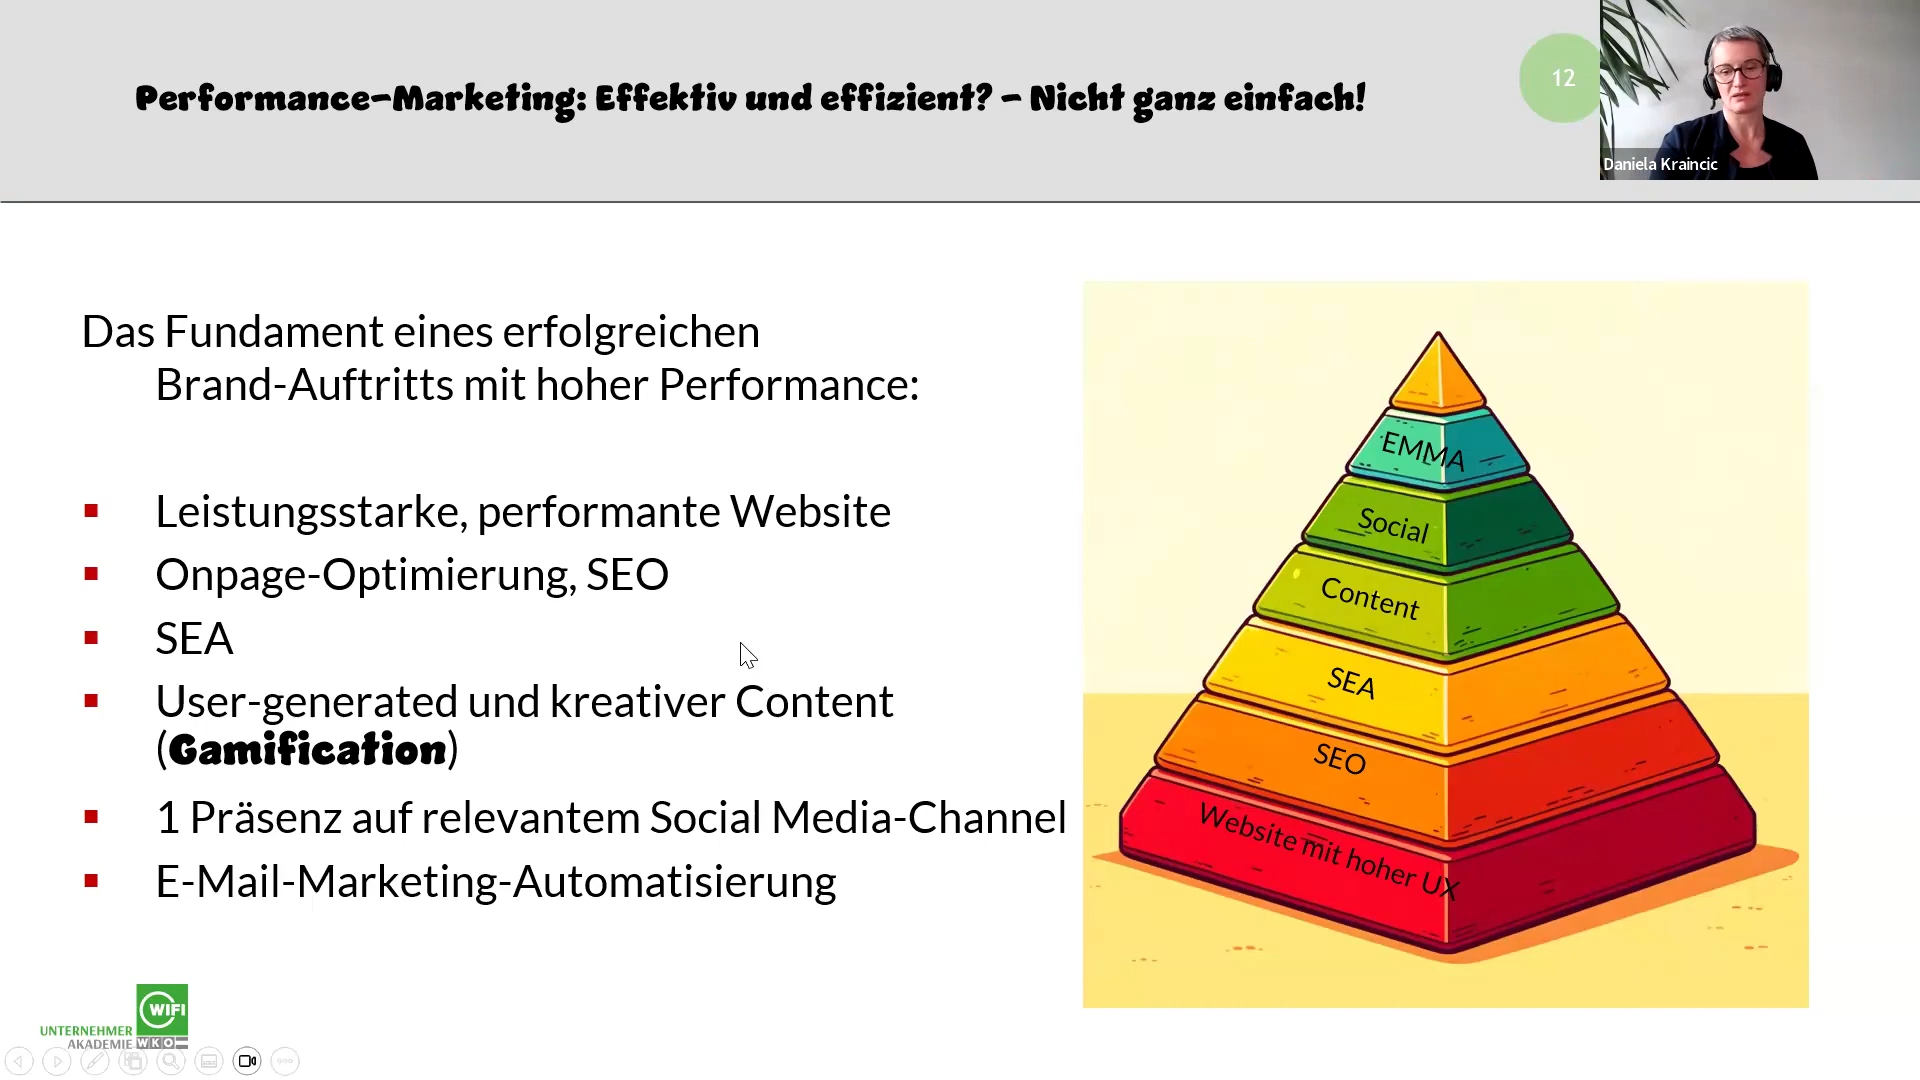 Performance-Marketing: Effektiv und effizient? - Nicht ganz einfach!
12
Daniela Kraincic
Das Fundament eines erfolgreichen
Brand-Auftritts mit hoher Performance:
Leistungsstarke, performante Website
Onpage-Optimierung, SEO
SEA
User-generated und kreativer Content
(Gamification)
1 Präsenz auf relevantem Social Media-Channel
E-Mail-Marketing-Automatisierung
EMMA
Social
Content
SEA
SEO
Website mit hoher UX
WIFI
UNTERNEHMER
AKADEMIE WKO